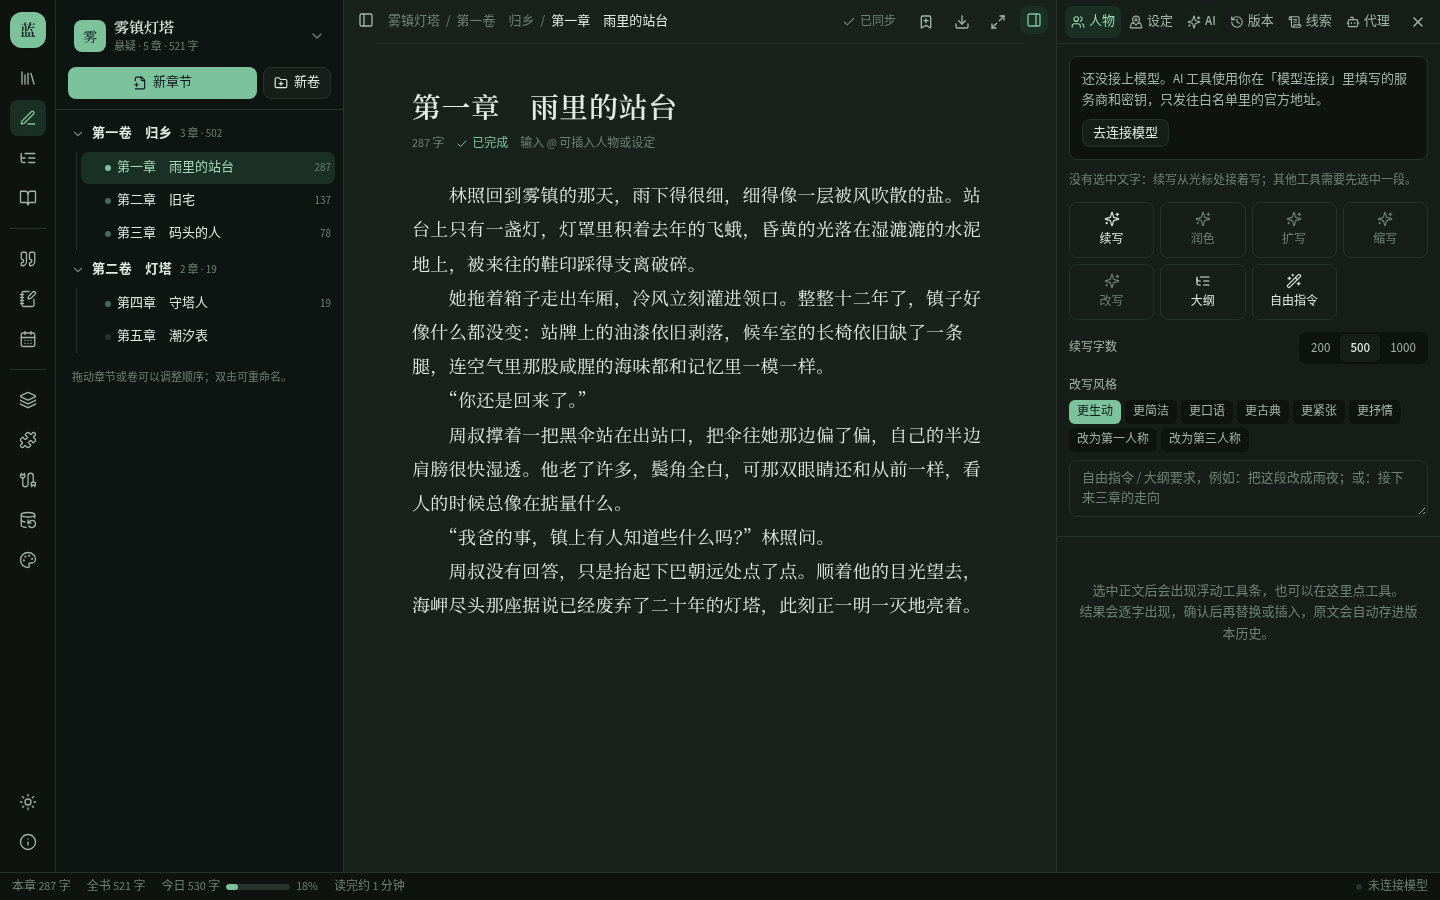 蓝
雾
雾镇灯塔
悬疑 · 5 章 · 521 字
新章节
新卷
第一卷　归乡 3 章 · 502
第一章　雨里的站台 287
第二章　旧宅 137
第三章　码头的人 78
第二卷　灯塔 2 章 · 19
第四章　守塔人 19
第五章　潮汐表
拖动章节或卷可以调整顺序；双击可重命名。
雾镇灯塔 / 第一卷　归乡 / 第一章　雨里的站台
已同步
第一章　雨里的站台
287 字 已完成 输入 @ 可插入人物或设定
林照回到雾镇的那天，雨下得很细，细得像一层被风吹散的盐。站
台上只有一盏灯，灯罩里积着去年的飞蛾，昏黄的光落在湿漉漉的水泥
地上，被来往的鞋印踩得支离破碎。
她拖着箱子走出车厢，冷风立刻灌进领口。整整十二年了，镇子好
像什么都没变：站牌上的油漆依旧剥落，候车室的长椅依旧缺了一条
腿，连空气里那股咸腥的海味都和记忆里一模一样。
“你还是回来了。”
周叔撑着一把黑伞站在出站口，把伞往她那边偏了偏，自己的半边
肩膀很快湿透。他老了许多，鬓角全白，可那双眼睛还和从前一样，看
人的时候总像在掂量什么。
“我爸的事，镇上有人知道些什么吗？”林照问。
周叔没有回答，只是抬起下巴朝远处点了点。顺着他的目光望去，
海岬尽头那座据说已经废弃了二十年的灯塔，此刻正一明一灭地亮着。
人物 设定 AI 版本 线索 代理
还没接上模型。AI 工具使用你在「模型连接」里填写的服
务商和密钥，只发往白名单里的官方地址。
去连接模型
没有选中文字：续写从光标处接着写；其他工具需要先选中一段。
续写 润色 扩写 缩写
改写 大纲 自由指令
续写字数 200 500 1000
改写风格
更生动 更简洁 更口语 更古典 更紧张 更抒情
改为第一人称 改为第三人称
自由指令 / 大纲要求，例如：把这段改成雨夜；或：接下
来三章的走向
选中正文后会出现浮动工具条，也可以在这里点工具。
结果会逐字出现，确认后再替换或插入，原文会自动存进版
本历史。
本章 287 字 全书 521 字 今日 530 字 18% 读完约 1 分钟
未连接模型